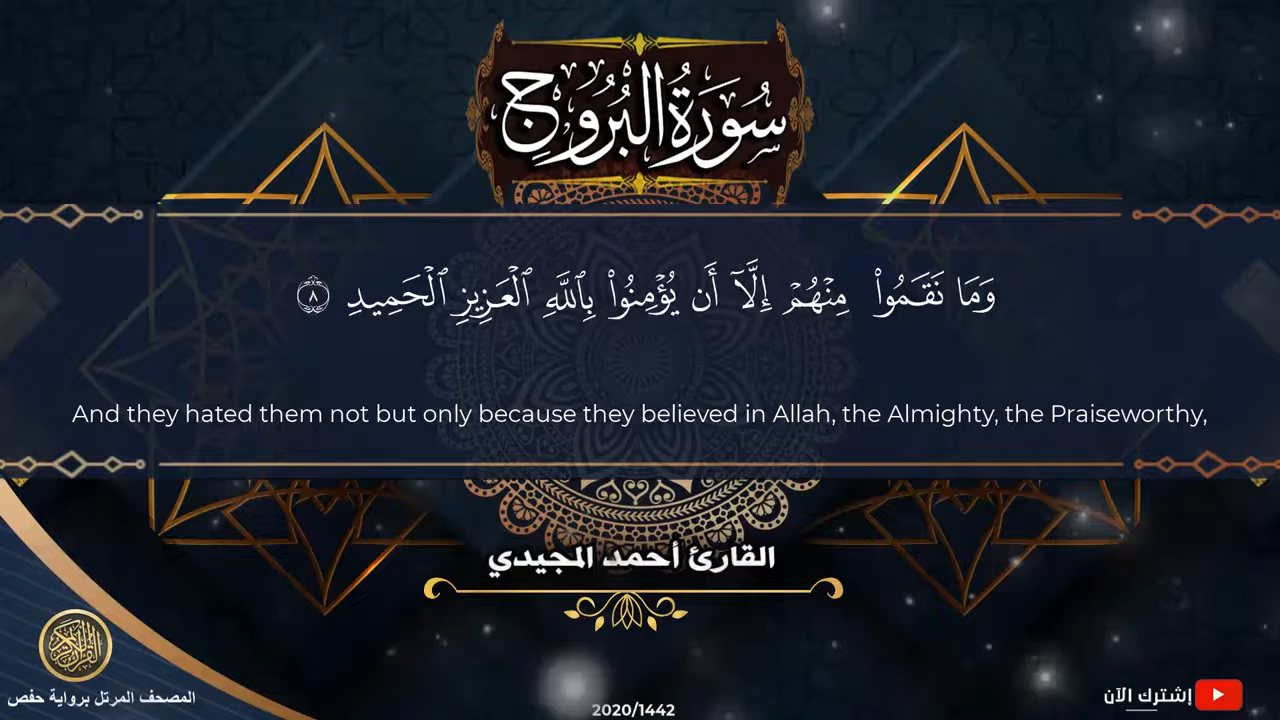 سُورَةُ البُرُوجِ
وَمَا نَقَمُوا۟ مِنْهُمْ إِلَّآ أَن يُؤْمِنُوا۟ بِٱللَّهِ ٱلْعَزِيزِ ٱلْحَمِيدِ ٨
And they hated them not but only because they believed in Allah, the Almighty, the Praiseworthy,
القارئ أحمد المجيدي
القرآن الكريم
المصحف المرتل برواية حفص
2020/1442
إشترك الآن